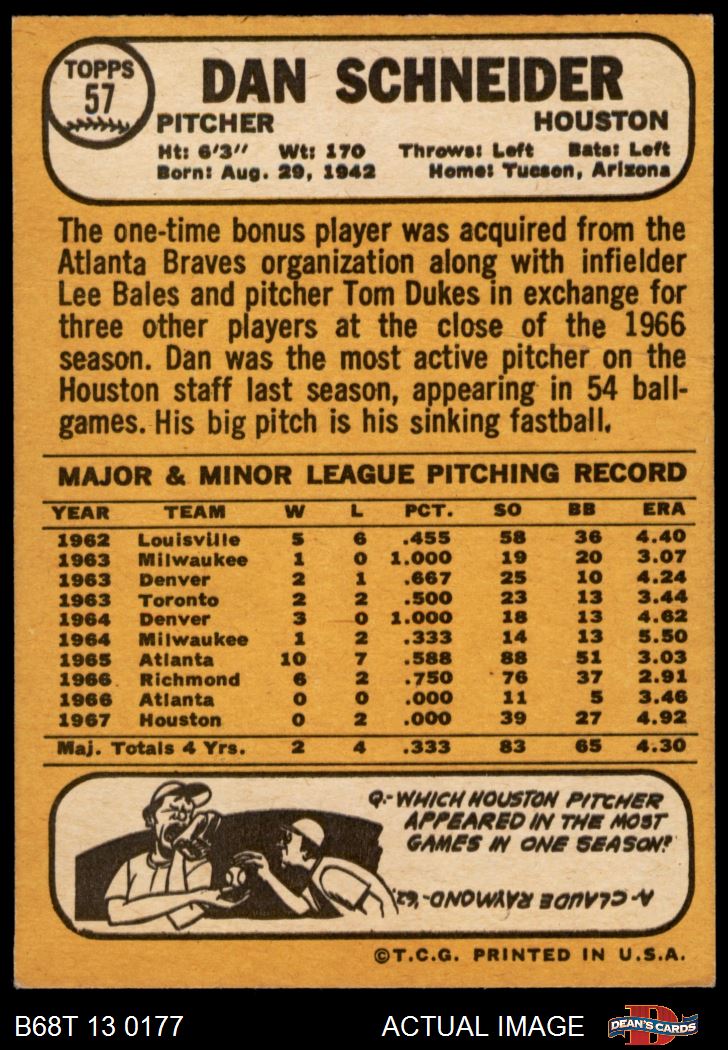 TOPPS
57
DAN SCHNEIDER
PITCHER HOUSTON
Ht: 6'3" Wt: 170 Throws: Left Bats: Left
Born: Aug. 29, 1942 Home: Tucson, Arizona
The one-time bonus player was acquired from the
Atlanta Braves organization along with infielder
Lee Bales and pitcher Tom Dukes in exchange for
three other players at the close of the 1966
season. Dan was the most active pitcher on the
Houston staff last season, appearing in 54 ball-
games. His big pitch is his sinking fastball.
MAJOR & MINOR LEAGUE PITCHING RECORD
YEAR TEAM W L PCT. SO BB ERA
1962 Louisville 5 6 .455 58 36 4.40
1963 Milwaukee 1 0 1.000 19 20 3.07
1963 Denver 2 1 .667 25 10 4.24
1963 Toronto 2 2 .500 23 13 3.44
1964 Denver 3 0 1.000 18 13 4.62
1964 Milwaukee 1 2 .333 14 13 5.50
1965 Atlanta 10 7 .588 88 51 3.03
1966 Richmond 6 2 .750 76 37 2.91
1966 Atlanta 0 0 .000 11 5 3.46
1967 Houston 0 2 .000 39 27 4.92
Maj. Totals 4 Yrs. 2 4 .333 83 65 4.30
Q-WHICH HOUSTON PITCHER
APPEARED IN THE MOST
GAMES IN ONE SEASON?
A-CLAUDE RAYMOND-'62.
©T.C.G. PRINTED IN U.S.A.
B68T 13 0177 ACTUAL IMAGE D DEAN'S CARDS